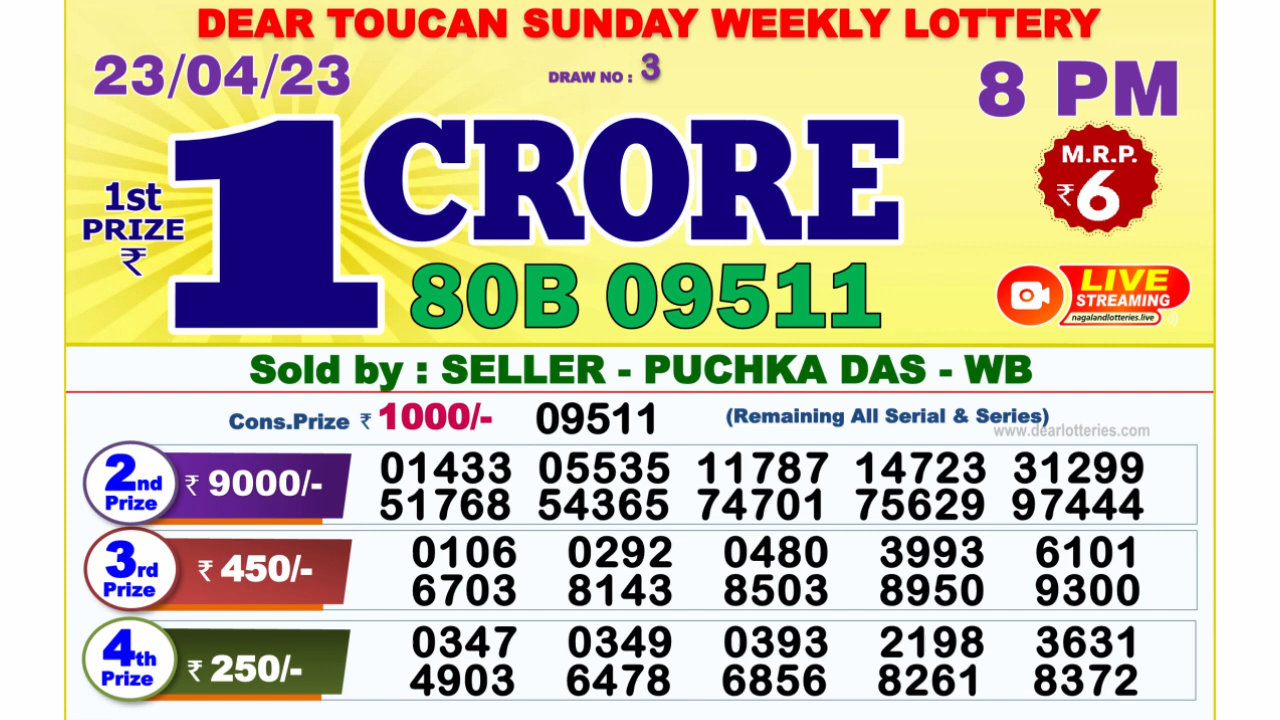 DEAR TOUCAN SUNDAY WEEKLY LOTTERY
23/04/23
DRAW NO : 3
8 PM
1st
PRIZE
₹
1 CRORE
M.R.P.
₹ 6
80B 09511
LIVE
STREAMING
nagalandlotteries.live
Sold by : SELLER - PUCHKA DAS - WB
Cons.Prize ₹ 1000/- 09511 (Remaining All Serial & Series)
www.dearlotteries.com
2nd Prize ₹ 9000/-
01433 05535 11787 14723 31299
51768 54365 74701 75629 97444
3rd Prize ₹ 450/-
0106 0292 0480 3993 6101
6703 8143 8503 8950 9300
4th Prize ₹ 250/-
0347 0349 0393 2198 3631
4903 6478 6856 8261 8372